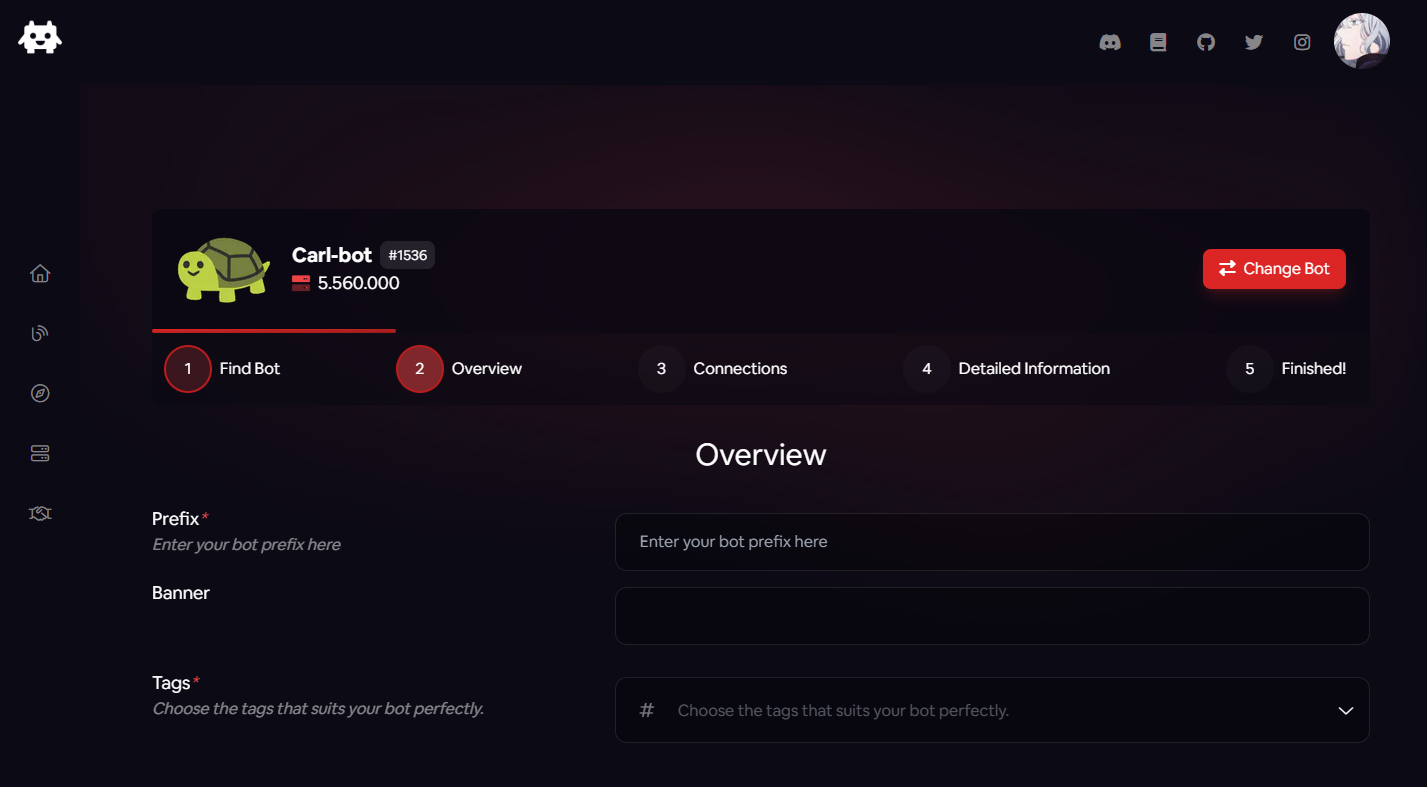 Carl-bot #1536
5.560.000
Change Bot
1 Find Bot 2 Overview 3 Connections 4 Detailed Information 5 Finished!
Overview
Prefix*
Enter your bot prefix here
Enter your bot prefix here
Banner
Tags*
Choose the tags that suits your bot perfectly.
# Choose the tags that suits your bot perfectly.